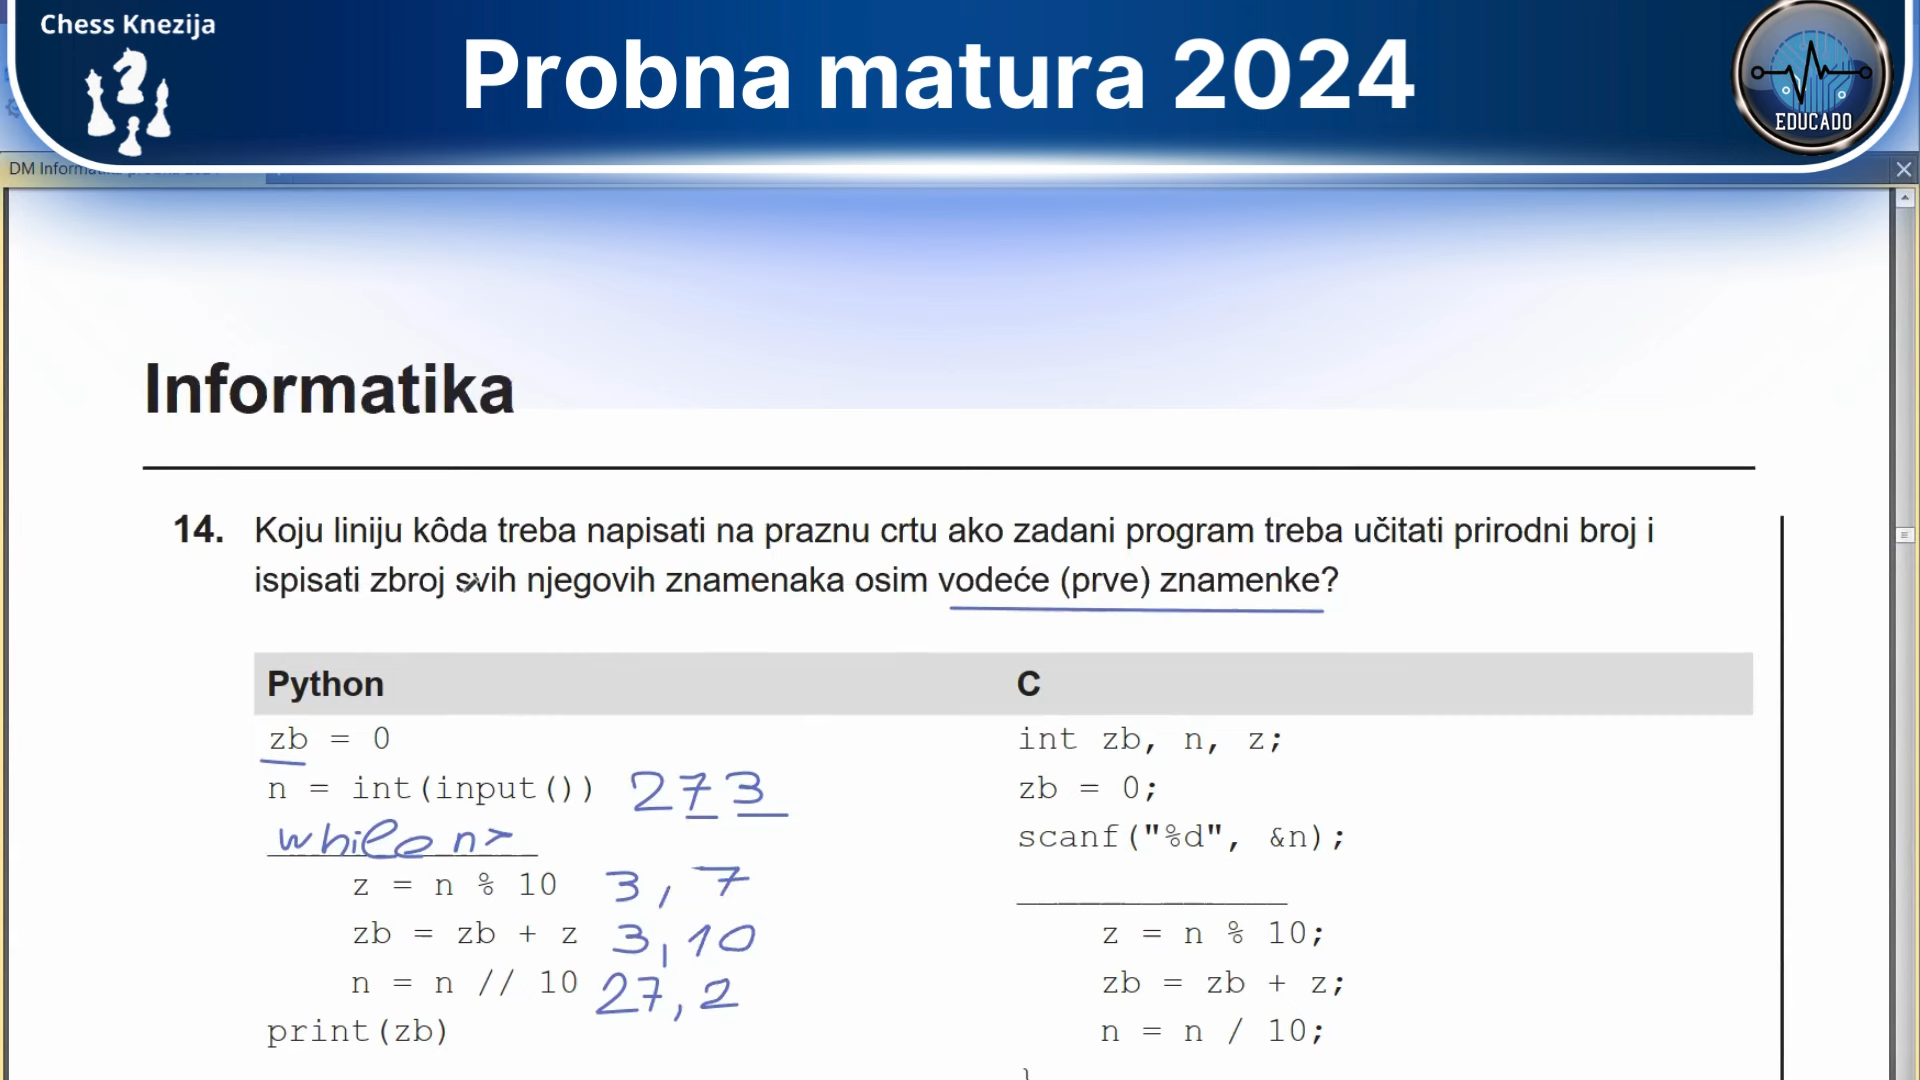 Chess Knezija
Probna matura 2024
EDUCADO
DM Informatika
Informatika
14. Koju liniju kôda treba napisati na praznu crtu ako zadani program treba učitati prirodni broj i
ispisati zbroj svih njegovih znamenaka osim vodeće (prve) znamenke?
Python
zb = 0
n = int(input()) 273
while n>
z = n % 10 3, 7
zb = zb + z 3, 10
n = n // 10 27, 2
print(zb)
C
int zb, n, z;
zb = 0;
scanf("%d", &n);
z = n % 10;
zb = zb + z;
n = n / 10;
}